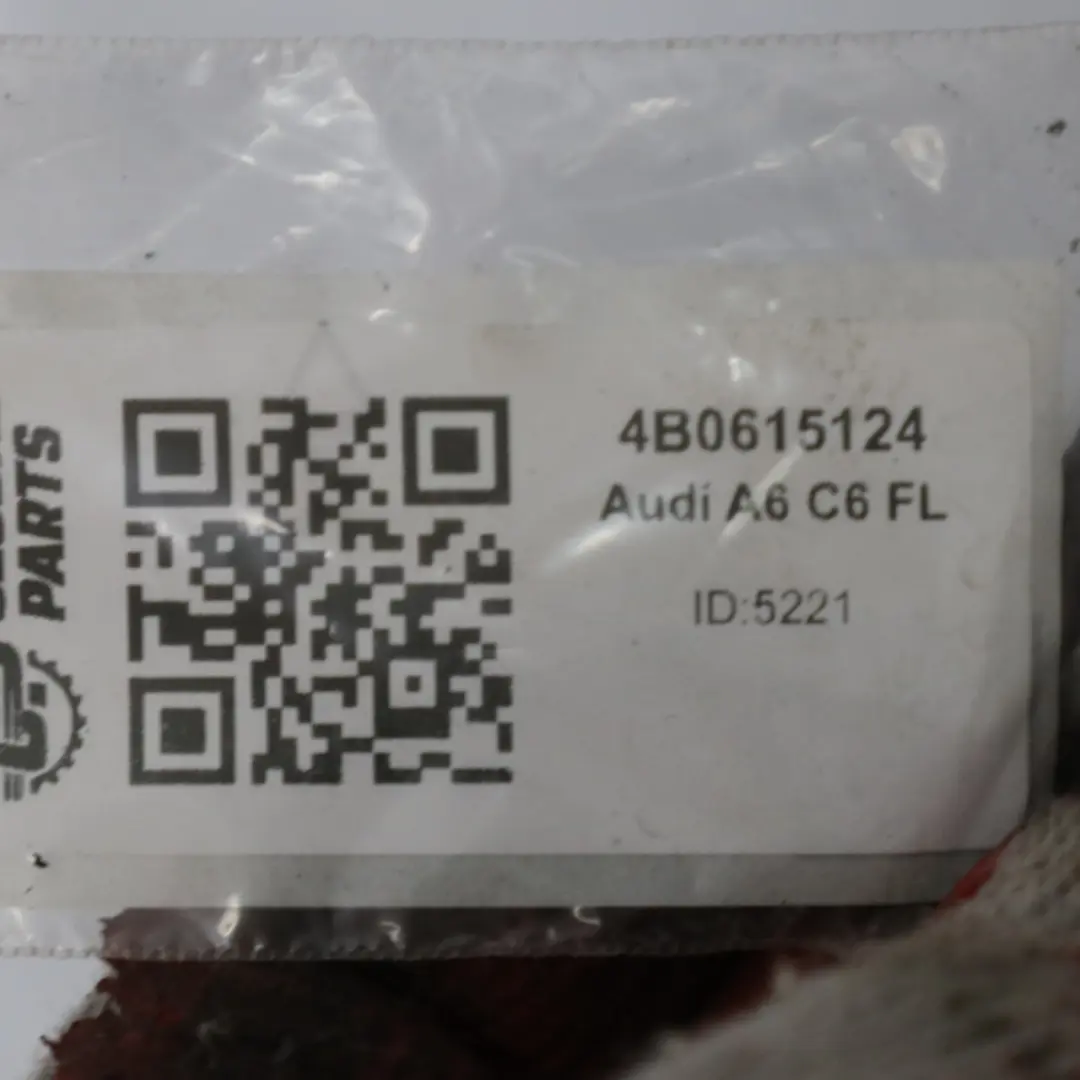 PARTS
4B0615124
Audi A6 C6 FL
ID:5221